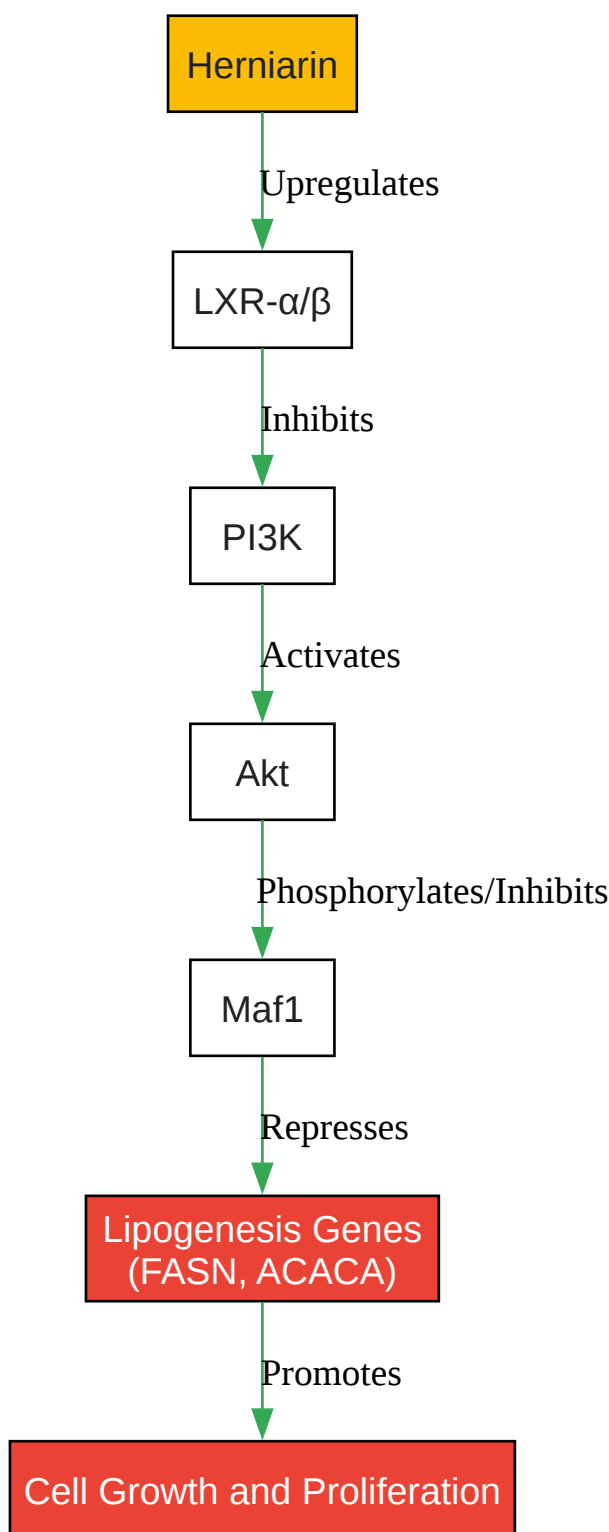 Herniarin
Upregulates
LXR-α/β
Inhibits
PI3K
Activates
Akt
Phosphorylates/Inhibits
Maf1
Represses
Lipogenesis Genes
(FASN, ACACA)
Promotes
Cell Growth and Proliferation